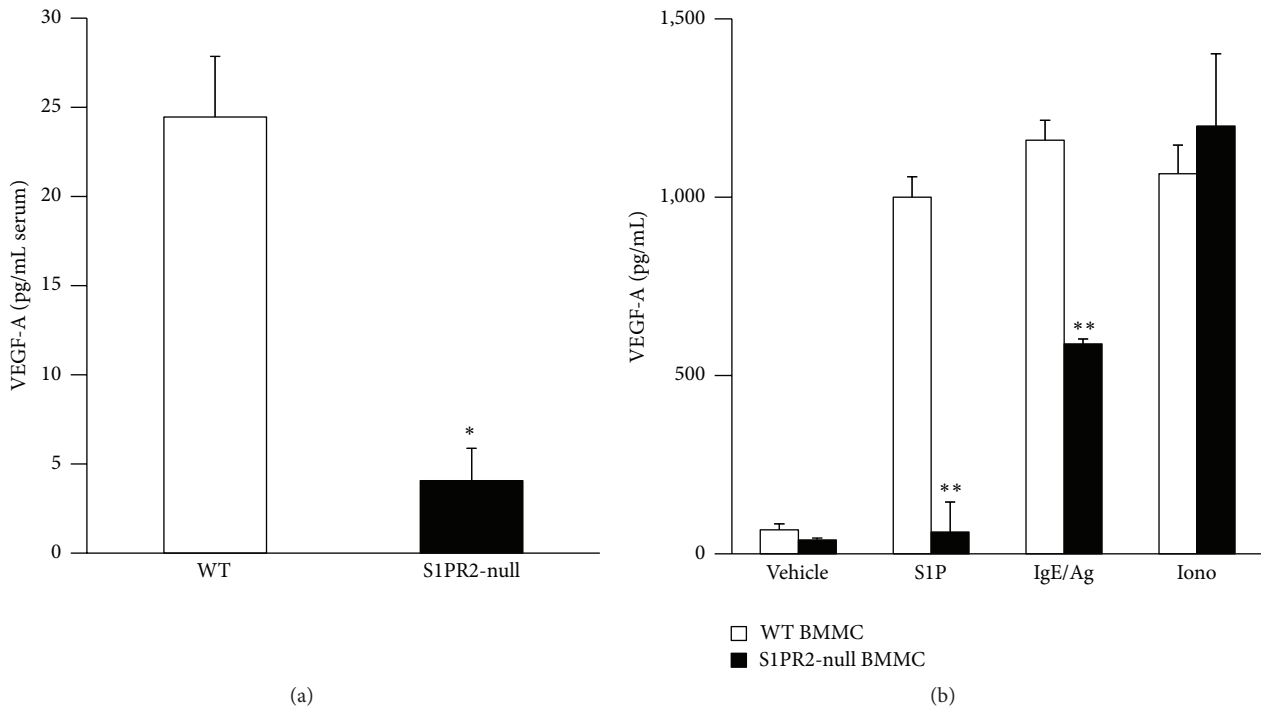 30
25
20
15
10
5
0
VEGF-A (pg/mL serum)
*
WT
S1PR2-null
(a)
1,500
1,000
500
0
VEGF-A (pg/mL)
**
**
Vehicle
S1P
IgE/Ag
Iono
WT BMMC
S1PR2-null BMMC
(b)